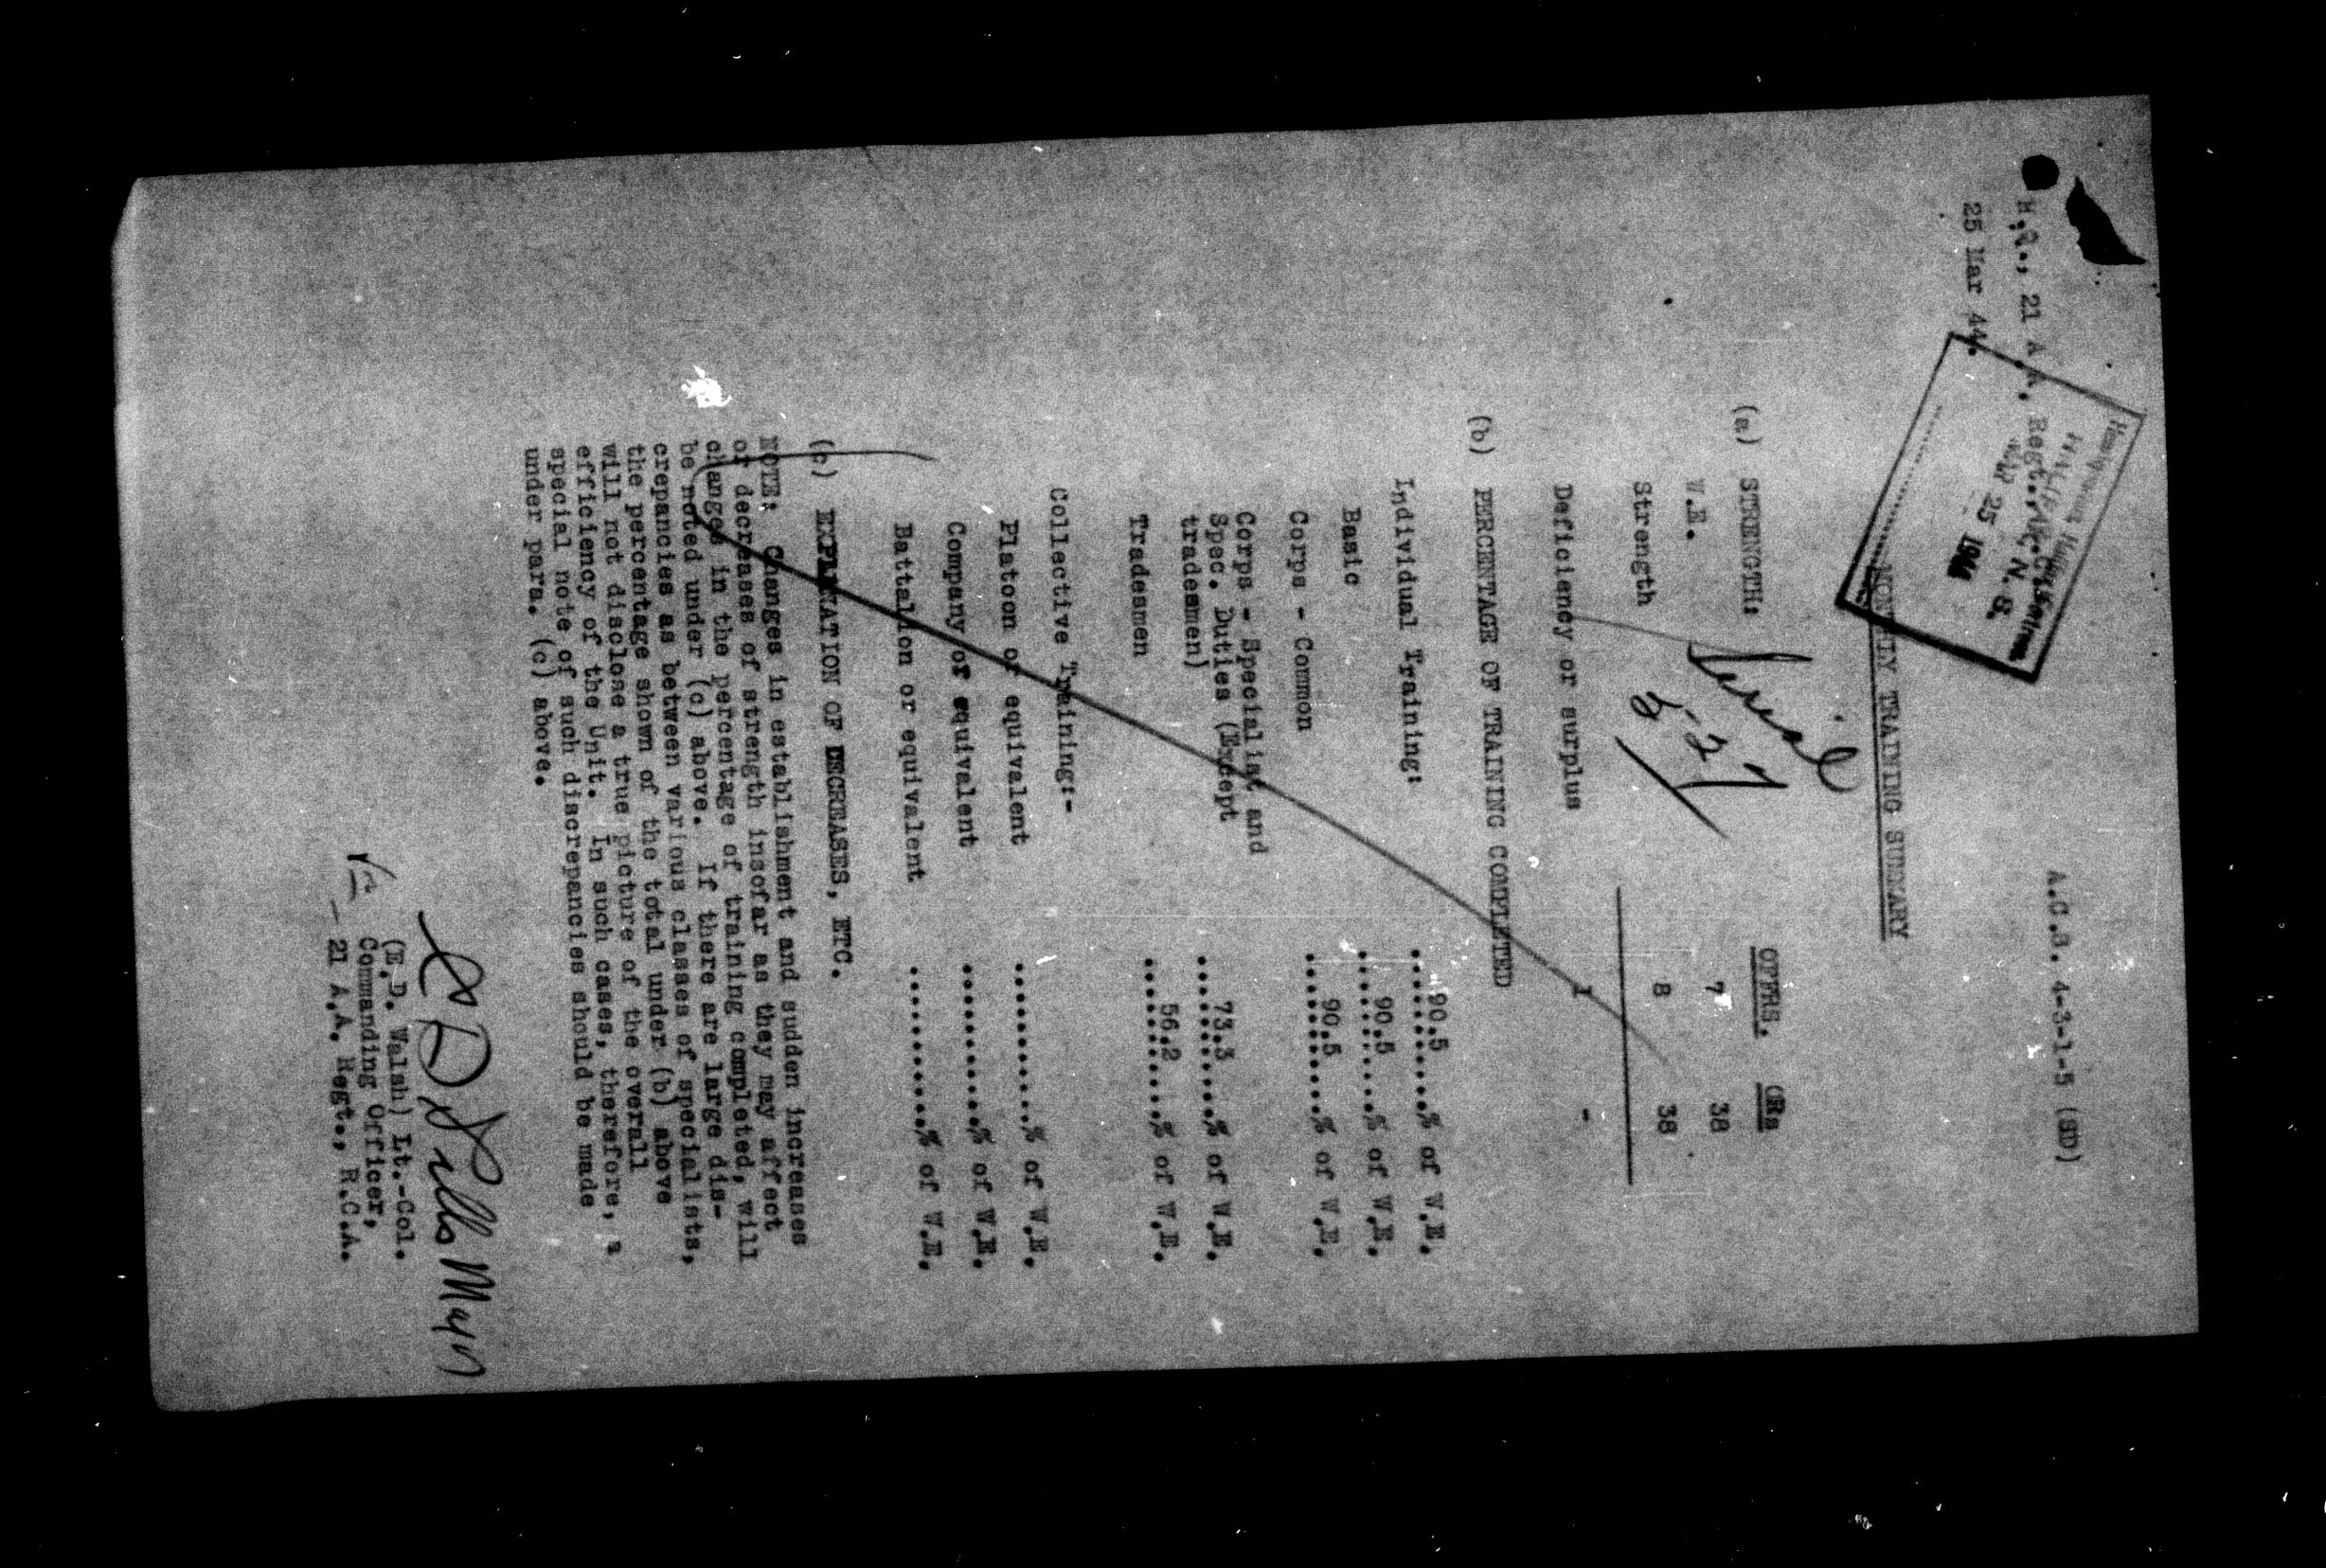 A.C.3. 4-3-1-5 (SD)
H.Q., 21 A.A. Regt., R.C.A.
25 Mar 44.
MAR 25 1944
N. S.
MONTHLY TRAINING SUMMARY
OFFRS. ORs
(a) STRENGTH:
W.E. 7 38
Strength 8 38
Deficiency or surplus 1 -
(b) PERCENTAGE OF TRAINING COMPLETED
Individual Training: 90.5 % of W.E.
Basic 90.5 % of W.E.
Corps - Common 90.5 % of W.E.
Corps - Specialist and
Spec. Duties (Except 73.3 % of W.E.
tradesmen)
Tradesmen 56.2 % of W.E.
Collective Training:-
Platoon or equivalent ............% of W.E.
Company or equivalent ............% of W.E.
Battalion or equivalent ............% of W.E.
(c) EXPLANATION OF DECREASES, ETC.
NOTE: Changes in establishment and sudden increases
or decreases of strength insofar as they may affect
changes in the percentage of training completed, will
be noted under (c) above. If there are large dis-
crepancies as between various classes of specialists,
the percentage shown of the total under (b) above
will not disclose a true picture of the overall
efficiency of the Unit. In such cases, therefore, a
special note of such discrepancies should be made
under para. (c) above.
(E.D. Walsh) Lt.-Col.
Commanding Officer,
21 A.A. Regt., R.C.A.